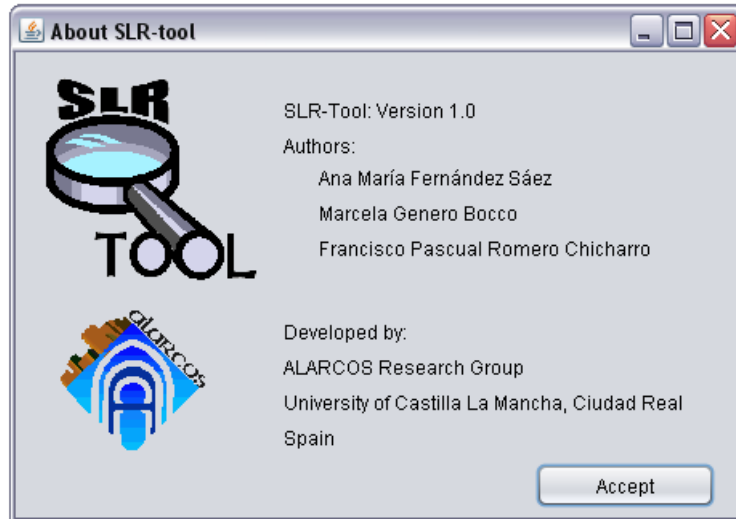 About SLR-tool
SLR
TOOL
SLR-Tool: Version 1.0
Authors:
Ana María Fernández Sáez
Marcela Genero Bocco
Francisco Pascual Romero Chicharro
alarcos
Developed by:
ALARCOS Research Group
University of Castilla La Mancha, Ciudad Real
Spain
Accept